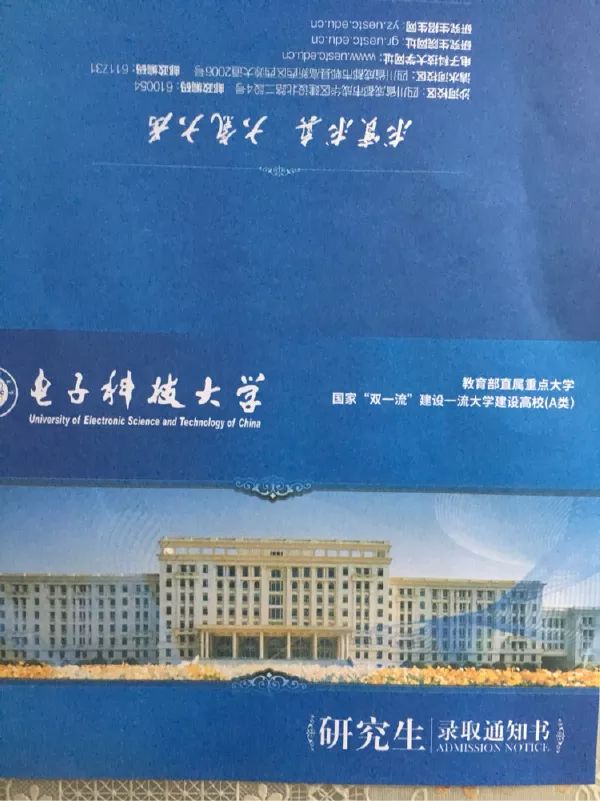 求实求真 大气大为
沙河校区：四川省成都市成华区建设北路二段4号 邮政编码：610054
清水河校区：四川省成都市郫县高新西区西源大道2006号 邮政编码：611731
电子科技大学网址：www.uestc.edu.cn
研究生院网址：gr.uestc.edu.cn
研究生招生网：yz.uestc.edu.cn
电子科技大学
University of Electronic Science and Technology of China
教育部直属重点大学
国家“双一流”建设一流大学建设高校(A类)
研究生 录取通知书
ADMISSION NOTICE